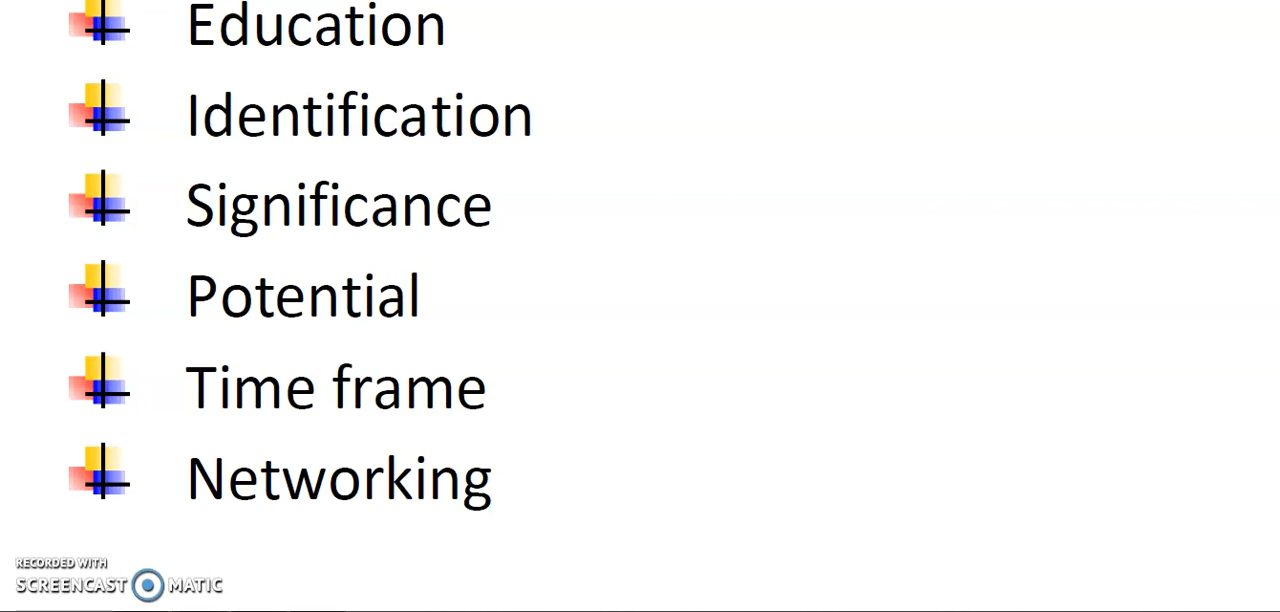 Education
Identification
Significance
Potential
Time frame
Networking
RECORDED WITH
SCREENCAST MATIC